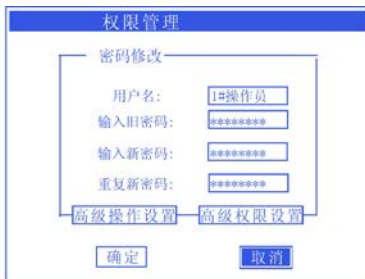 权限管理
密码修改
用户名: 1#操作员
输入旧密码: ********
输入新密码: ********
重复新密码: ********
高级操作设置 高级权限设置
确定 取消